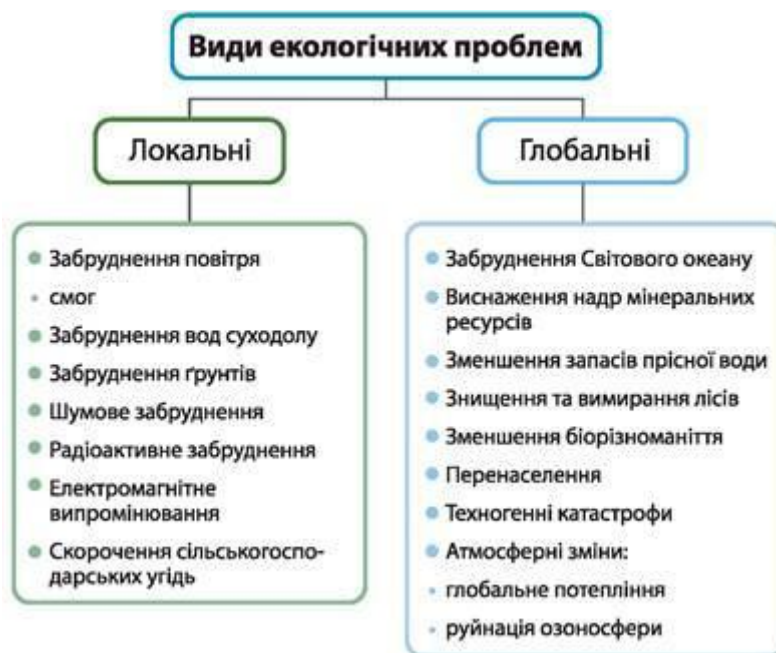 Види екологічних проблем
Локальні
Забруднення повітря
смог
Забруднення вод суходолу
Забруднення ґрунтів
Шумове забруднення
Радіоактивне забруднення
Електромагнітне
випромінювання
Скорочення сільськогоспо-
дарських угідь
Глобальні
Забруднення Світового океану
Виснаження надр мінеральних
ресурсів
Зменшення запасів прісної води
Знищення та вимирання лісів
Зменшення біорізноманіття
Перенаселення
Техногенні катастрофи
Атмосферні зміни:
глобальне потепління
руйнація озоносфери